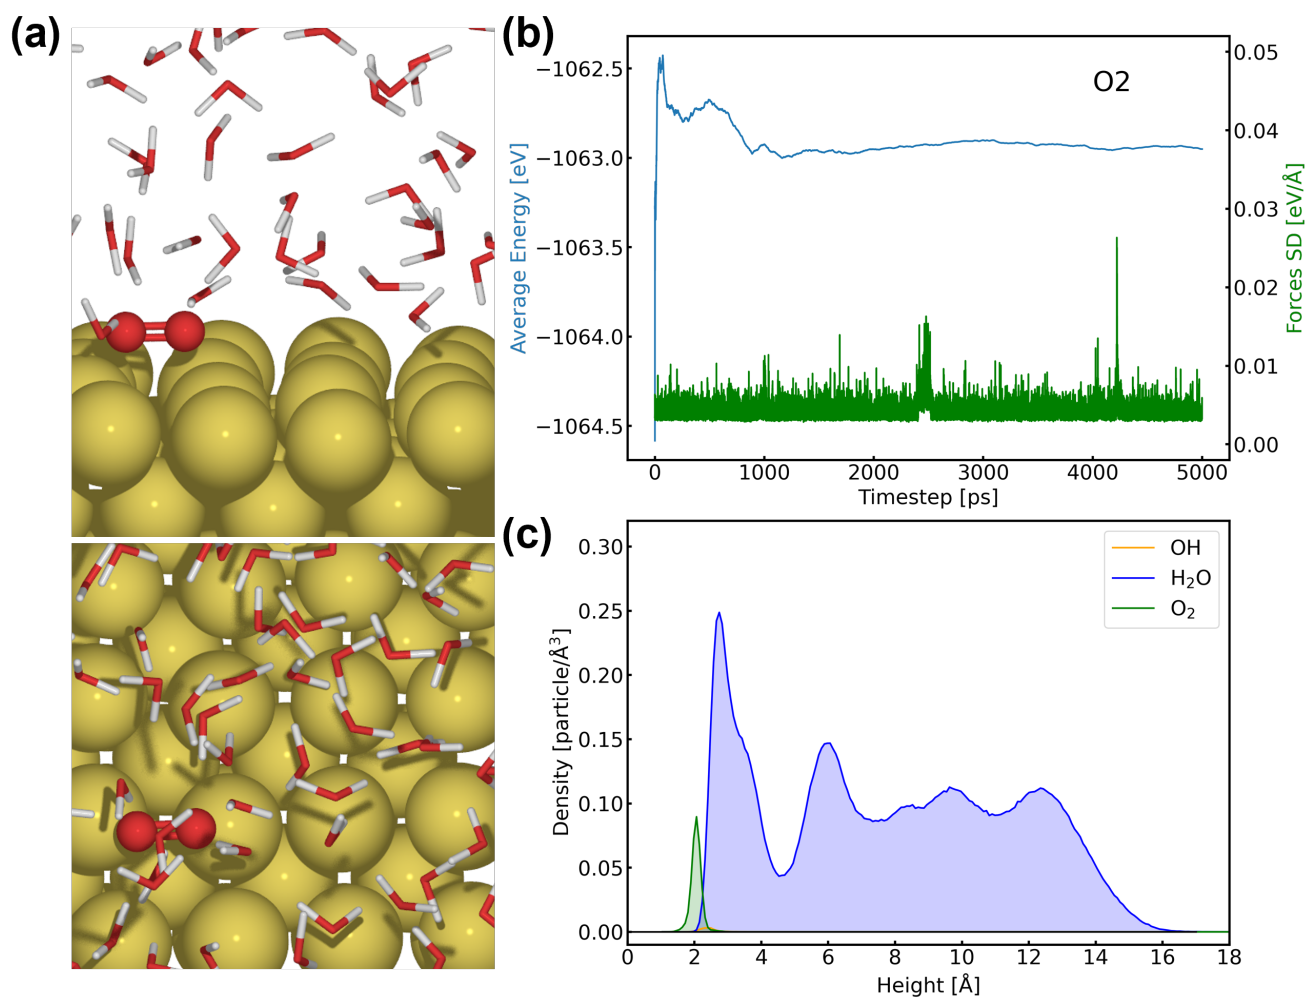 (a)
(b)
O2
Average Energy [eV]
−1062.5
−1063.0
−1063.5
−1064.0
−1064.5
0.05
0.04
0.03
0.02
0.01
0.00
Forces SD [eV/Å]
0 1000 2000 3000 4000 5000
Timestep [ps]
(c)
OH
H₂O
O₂
Density [particle/Å³]
0.30
0.25
0.20
0.15
0.10
0.05
0.00
0 2 4 6 8 10 12 14 16 18
Height [Å]